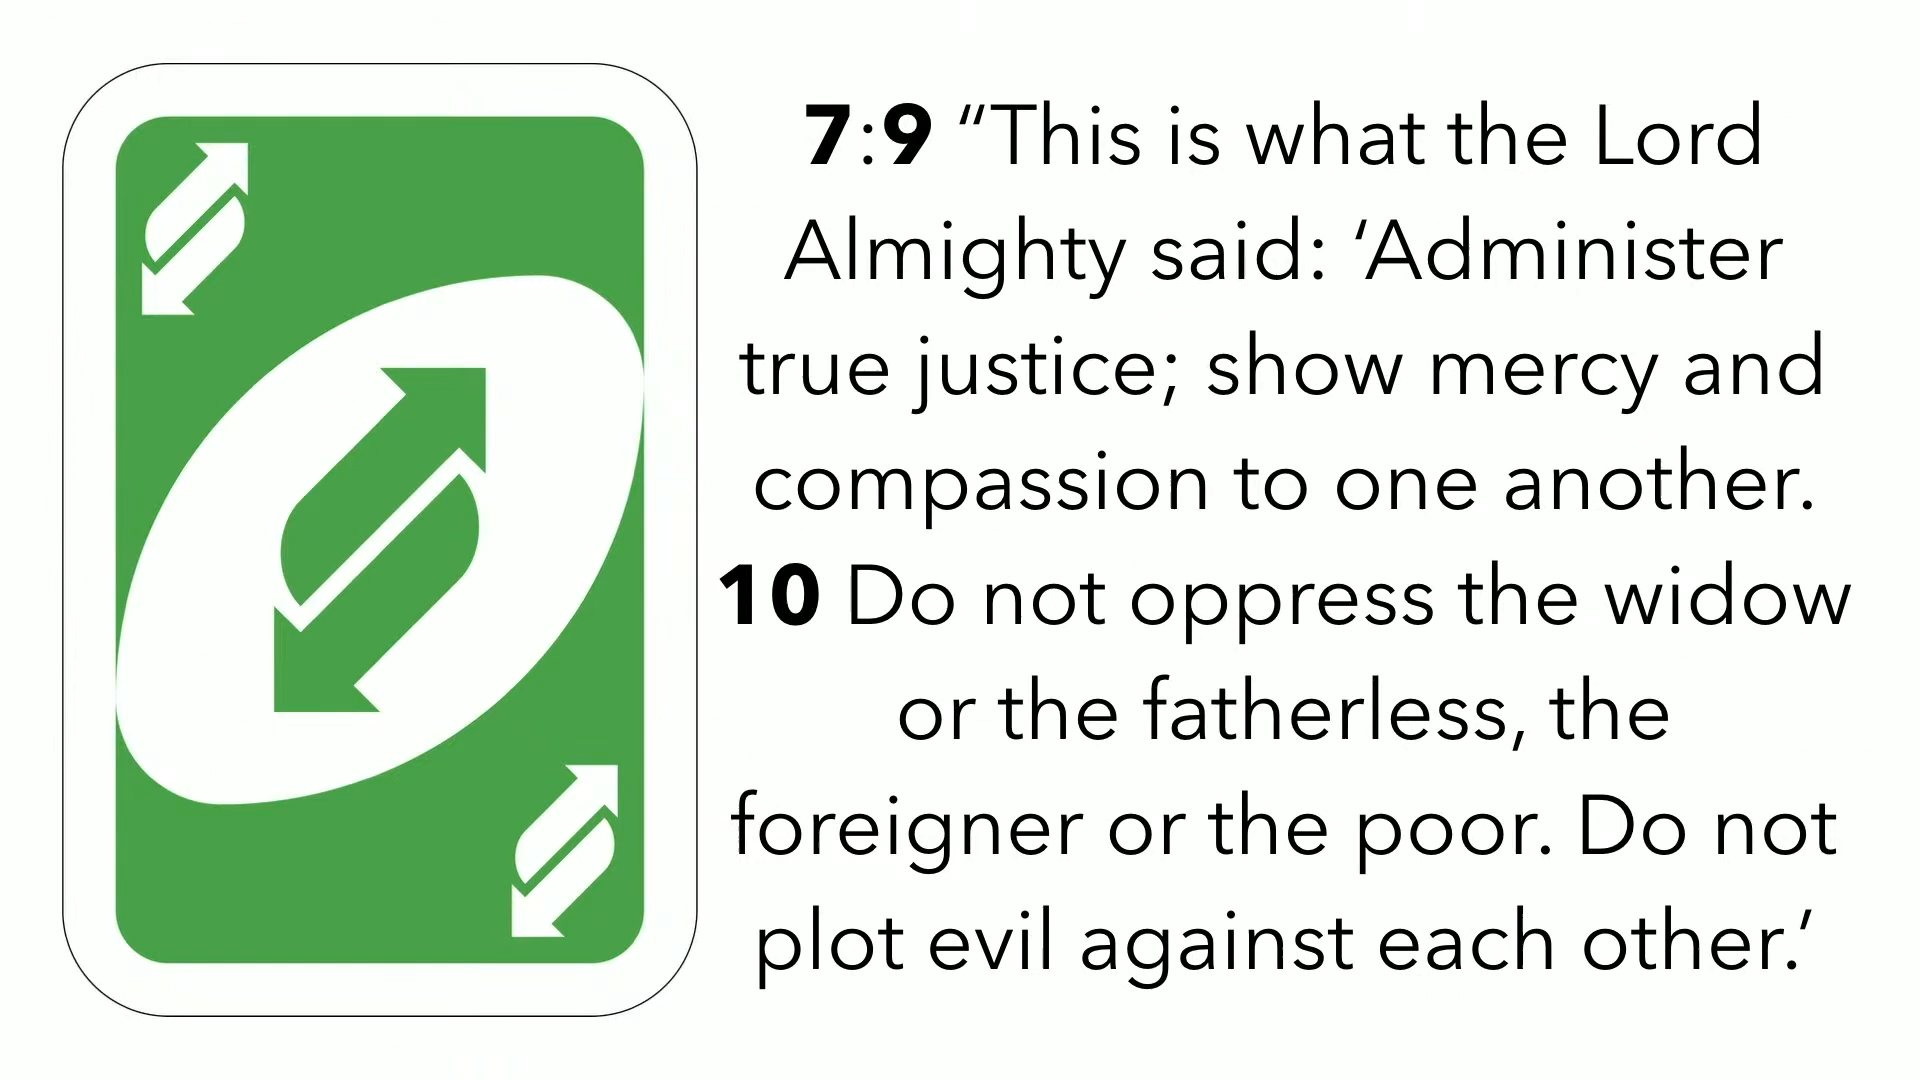 7:9 “This is what the Lord
Almighty said: ‘Administer
true justice; show mercy and
compassion to one another.
10 Do not oppress the widow
or the fatherless, the
foreigner or the poor. Do not
plot evil against each other.’